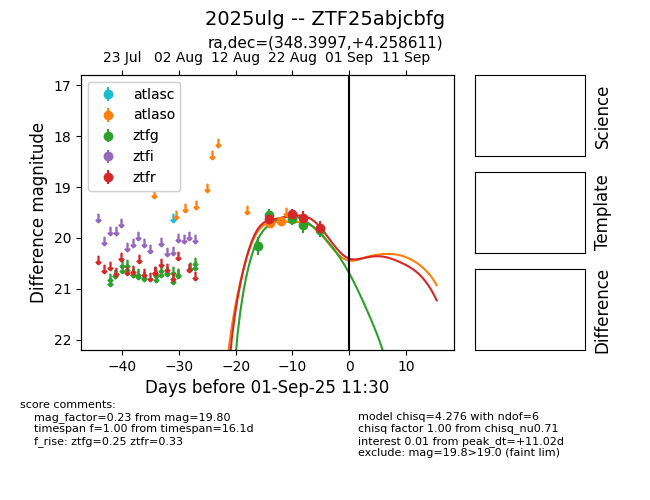 2025ulg -- ZTF25abjcbfg
ra,dec=(348.3997,+4.258611)
23 Jul 02 Aug 12 Aug 22 Aug 01 Sep 11 Sep
atlasc
atlaso
ztfg
ztfi
ztfr
17
18
19
20
21
22
Difference magnitude
−40 −30 −20 −10 0 10
Days before 01-Sep-25 11:30
Science
Template
Difference
score comments:
mag_factor=0.23 from mag=19.80
timespan f=1.00 from timespan=16.1d
f_rise: ztfg=0.25 ztfr=0.33
model chisq=4.276 with ndof=6
chisq factor 1.00 from chisq_nu0.71
interest 0.01 from peak_dt=+11.02d
exclude: mag=19.8>19.0 (faint lim)